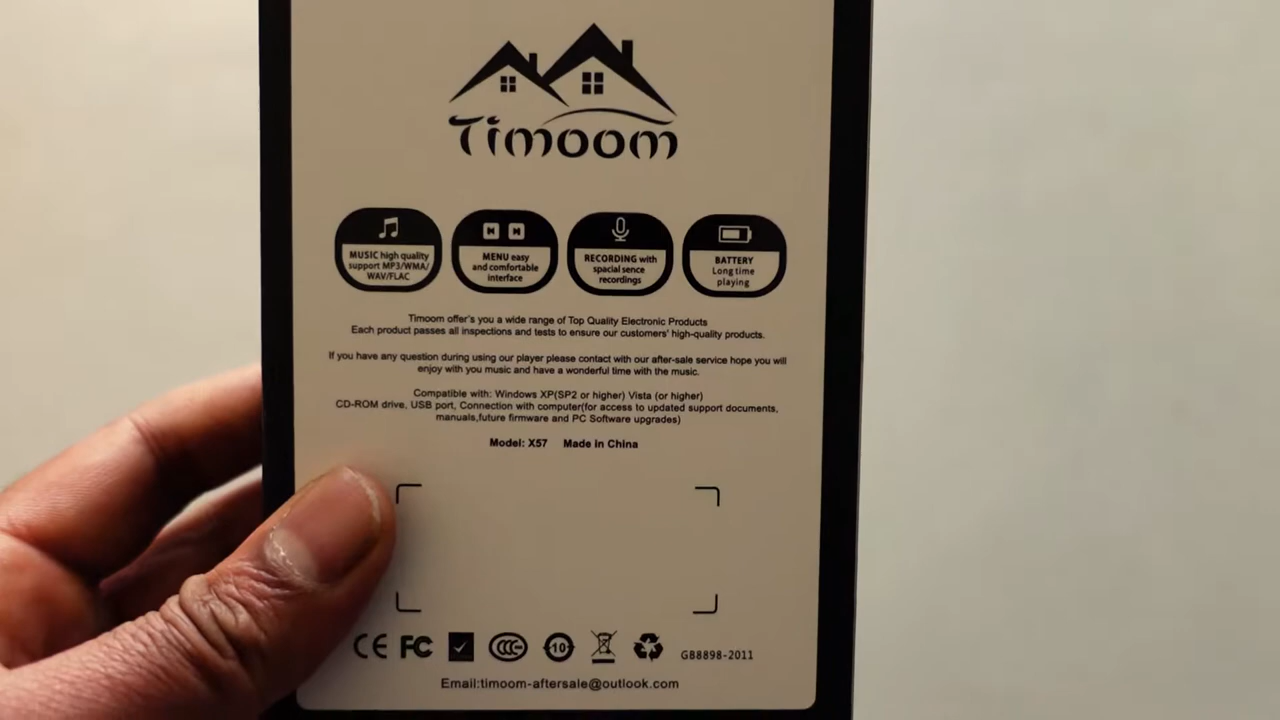 Timoom
MUSIC high quality
support MP3/WMA/
WAV/FLAC
MENU easy
and comfortable
interface
RECORDING with
spacial sence
recordings
BATTERY
Long time
playing
Timoom offer's you a wide range of Top Quality Electronic Products
Each product passes all inspections and tests to ensure our customers' high-quality products.
If you have any question during using our player please contact with our after-sale service hope you will
enjoy with you music and have a wonderful time with the music.
Compatible with: Windows XP(SP2 or higher) Vista (or higher)
CD-ROM drive, USB port, Connection with computer(for access to updated support documents,
manuals,future firmware and PC Software upgrades)
Model: X57 Made in China
CE FC CCC 10 GB8898-2011
Email:timoom-aftersale@outlook.com